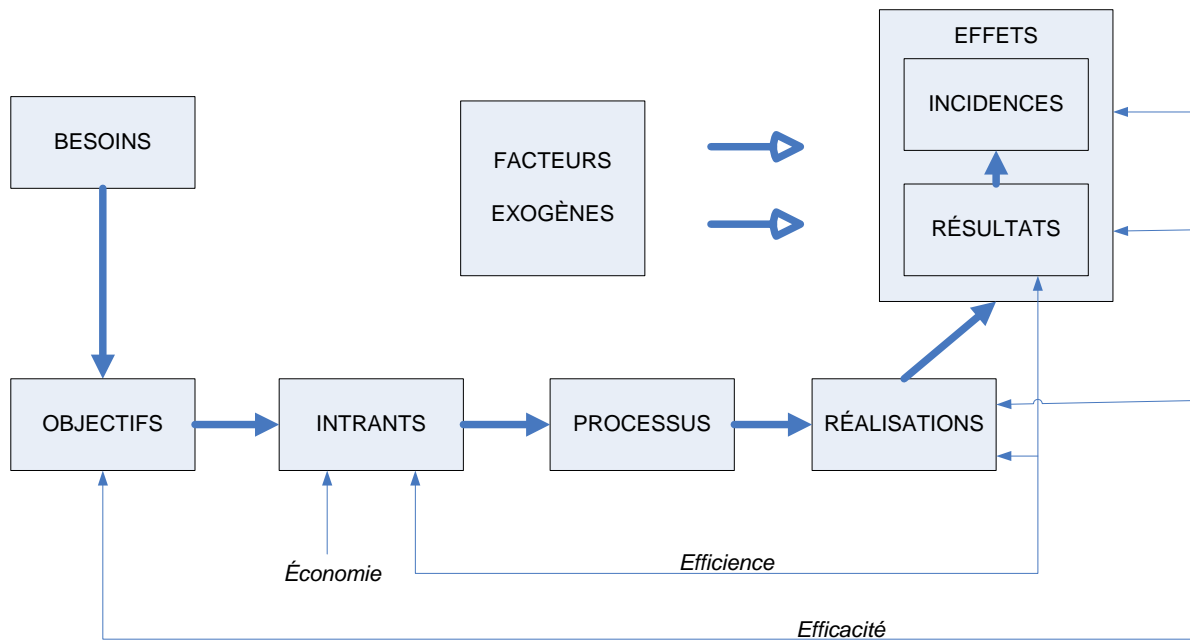 EFFETS
INCIDENCES
BESOINS
FACTEURS
EXOGÈNES
RÉSULTATS
OBJECTIFS
INTRANTS
PROCESSUS
RÉALISATIONS
Économie
Efficience
Efficacité